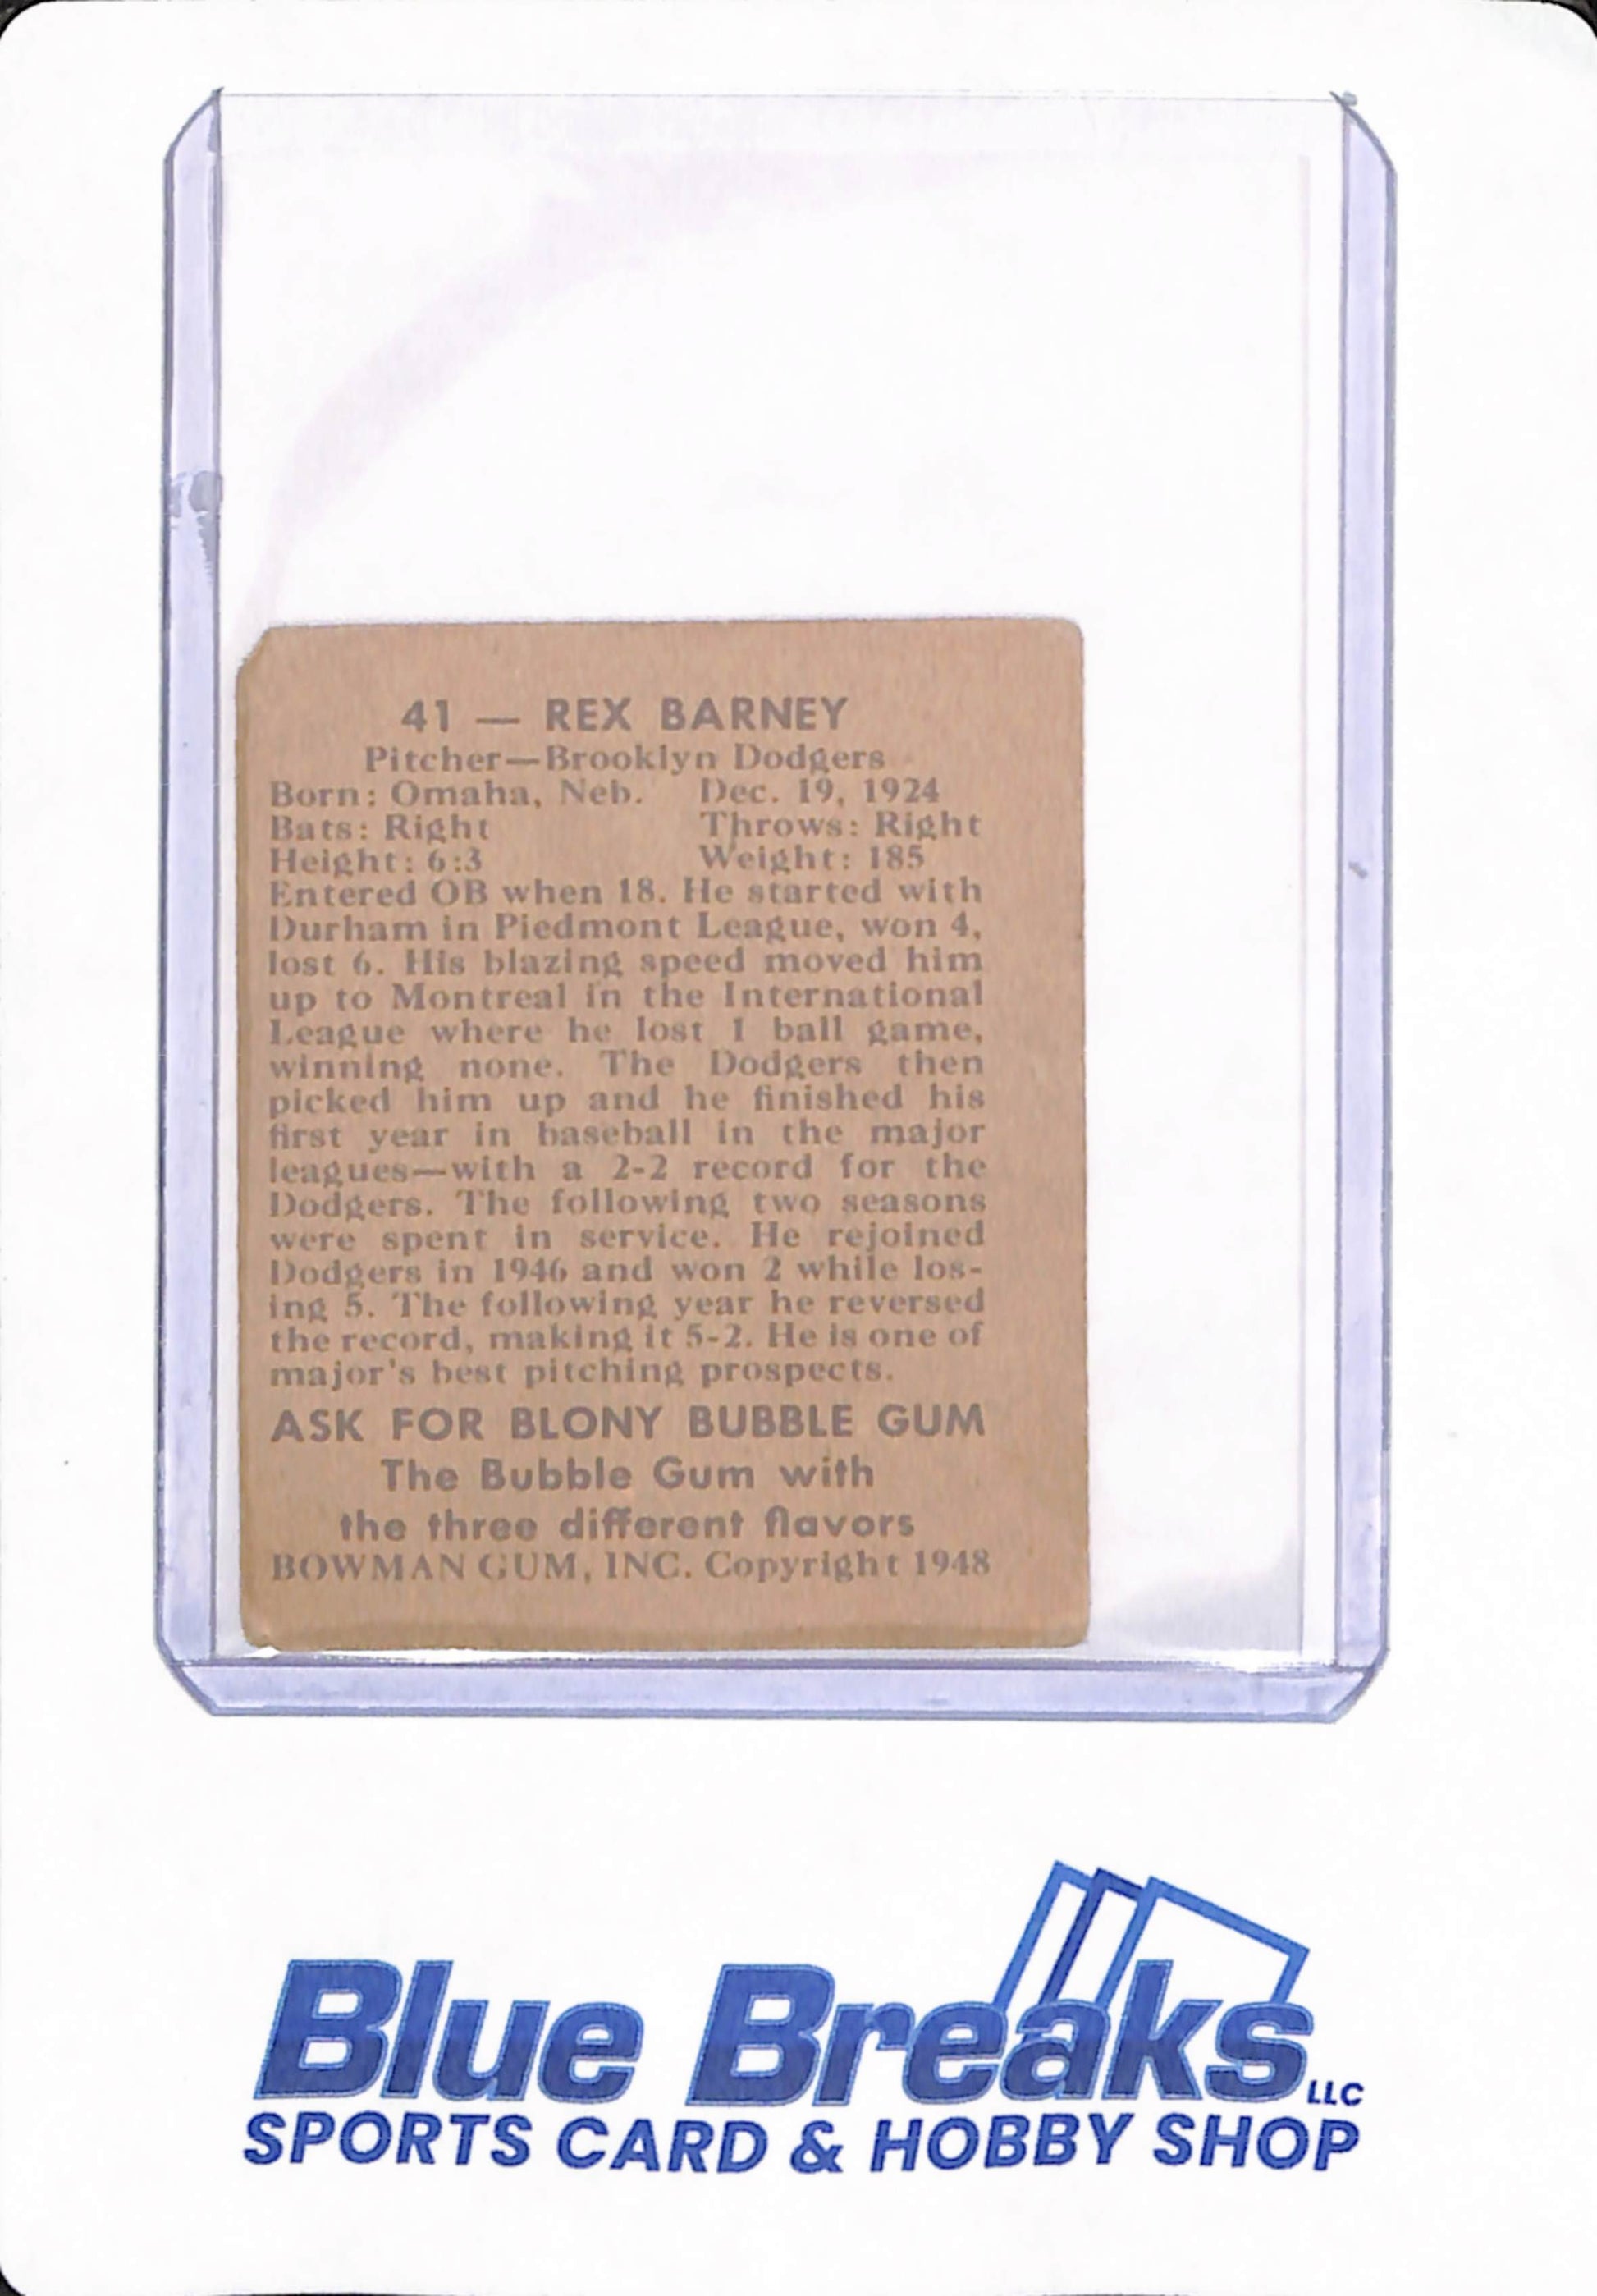 41 — REX BARNEY
Pitcher—Brooklyn Dodgers
Born: Omaha, Neb. Dec. 19, 1924
Bats: Right Throws: Right
Height: 6:3 Weight: 185
Entered OB when 18. He started with
Durham in Piedmont League, won 4,
lost 6. His blazing speed moved him
up to Montreal in the International
League where he lost 1 ball game,
winning none. The Dodgers then
picked him up and he finished his
first year in baseball in the major
leagues—with a 2-2 record for the
Dodgers. The following two seasons
were spent in service. He rejoined
Dodgers in 1946 and won 2 while los-
ing 5. The following year he reversed
the record, making it 5-2. He is one of
major's best pitching prospects.
ASK FOR BLONY BUBBLE GUM
The Bubble Gum with
the three different flavors
BOWMAN GUM, INC. Copyright 1948
Blue Breaks LLC
SPORTS CARD & HOBBY SHOP